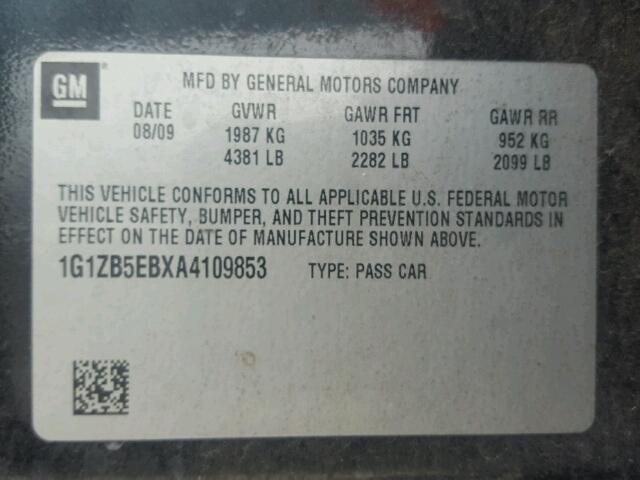 GM®
MFD BY GENERAL MOTORS COMPANY
DATE GVWR GAWR FRT GAWR RR
08/09 1987 KG 1035 KG 952 KG
4381 LB 2282 LB 2099 LB
THIS VEHICLE CONFORMS TO ALL APPLICABLE U.S. FEDERAL MOTOR
VEHICLE SAFETY, BUMPER, AND THEFT PREVENTION STANDARDS IN
EFFECT ON THE DATE OF MANUFACTURE SHOWN ABOVE.
1G1ZB5EBXA4109853 TYPE: PASS CAR